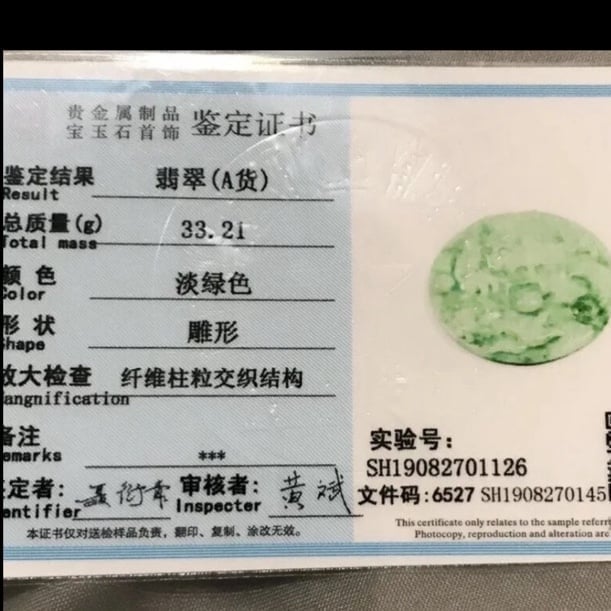 贵金属制品
宝玉石首饰 鉴定证书
鉴定结果 翡翠(A货)
Result
总质量(g) 33.21
Total mass
颜 色 淡绿色
Color
形 状 雕形
Shape
放大检查 纤维柱粒交织结构
angnification
备注 ***
emarks
定者: 审核者: 黄斌
entifier Inspecter
本证书仅对送检样品负责,翻印、复制、涂改无效。
实验号:
SH19082701126
文件码:6527 SH1908270145
This certificate only relates to the sample referr
Photocopy, reproduction and alteration are